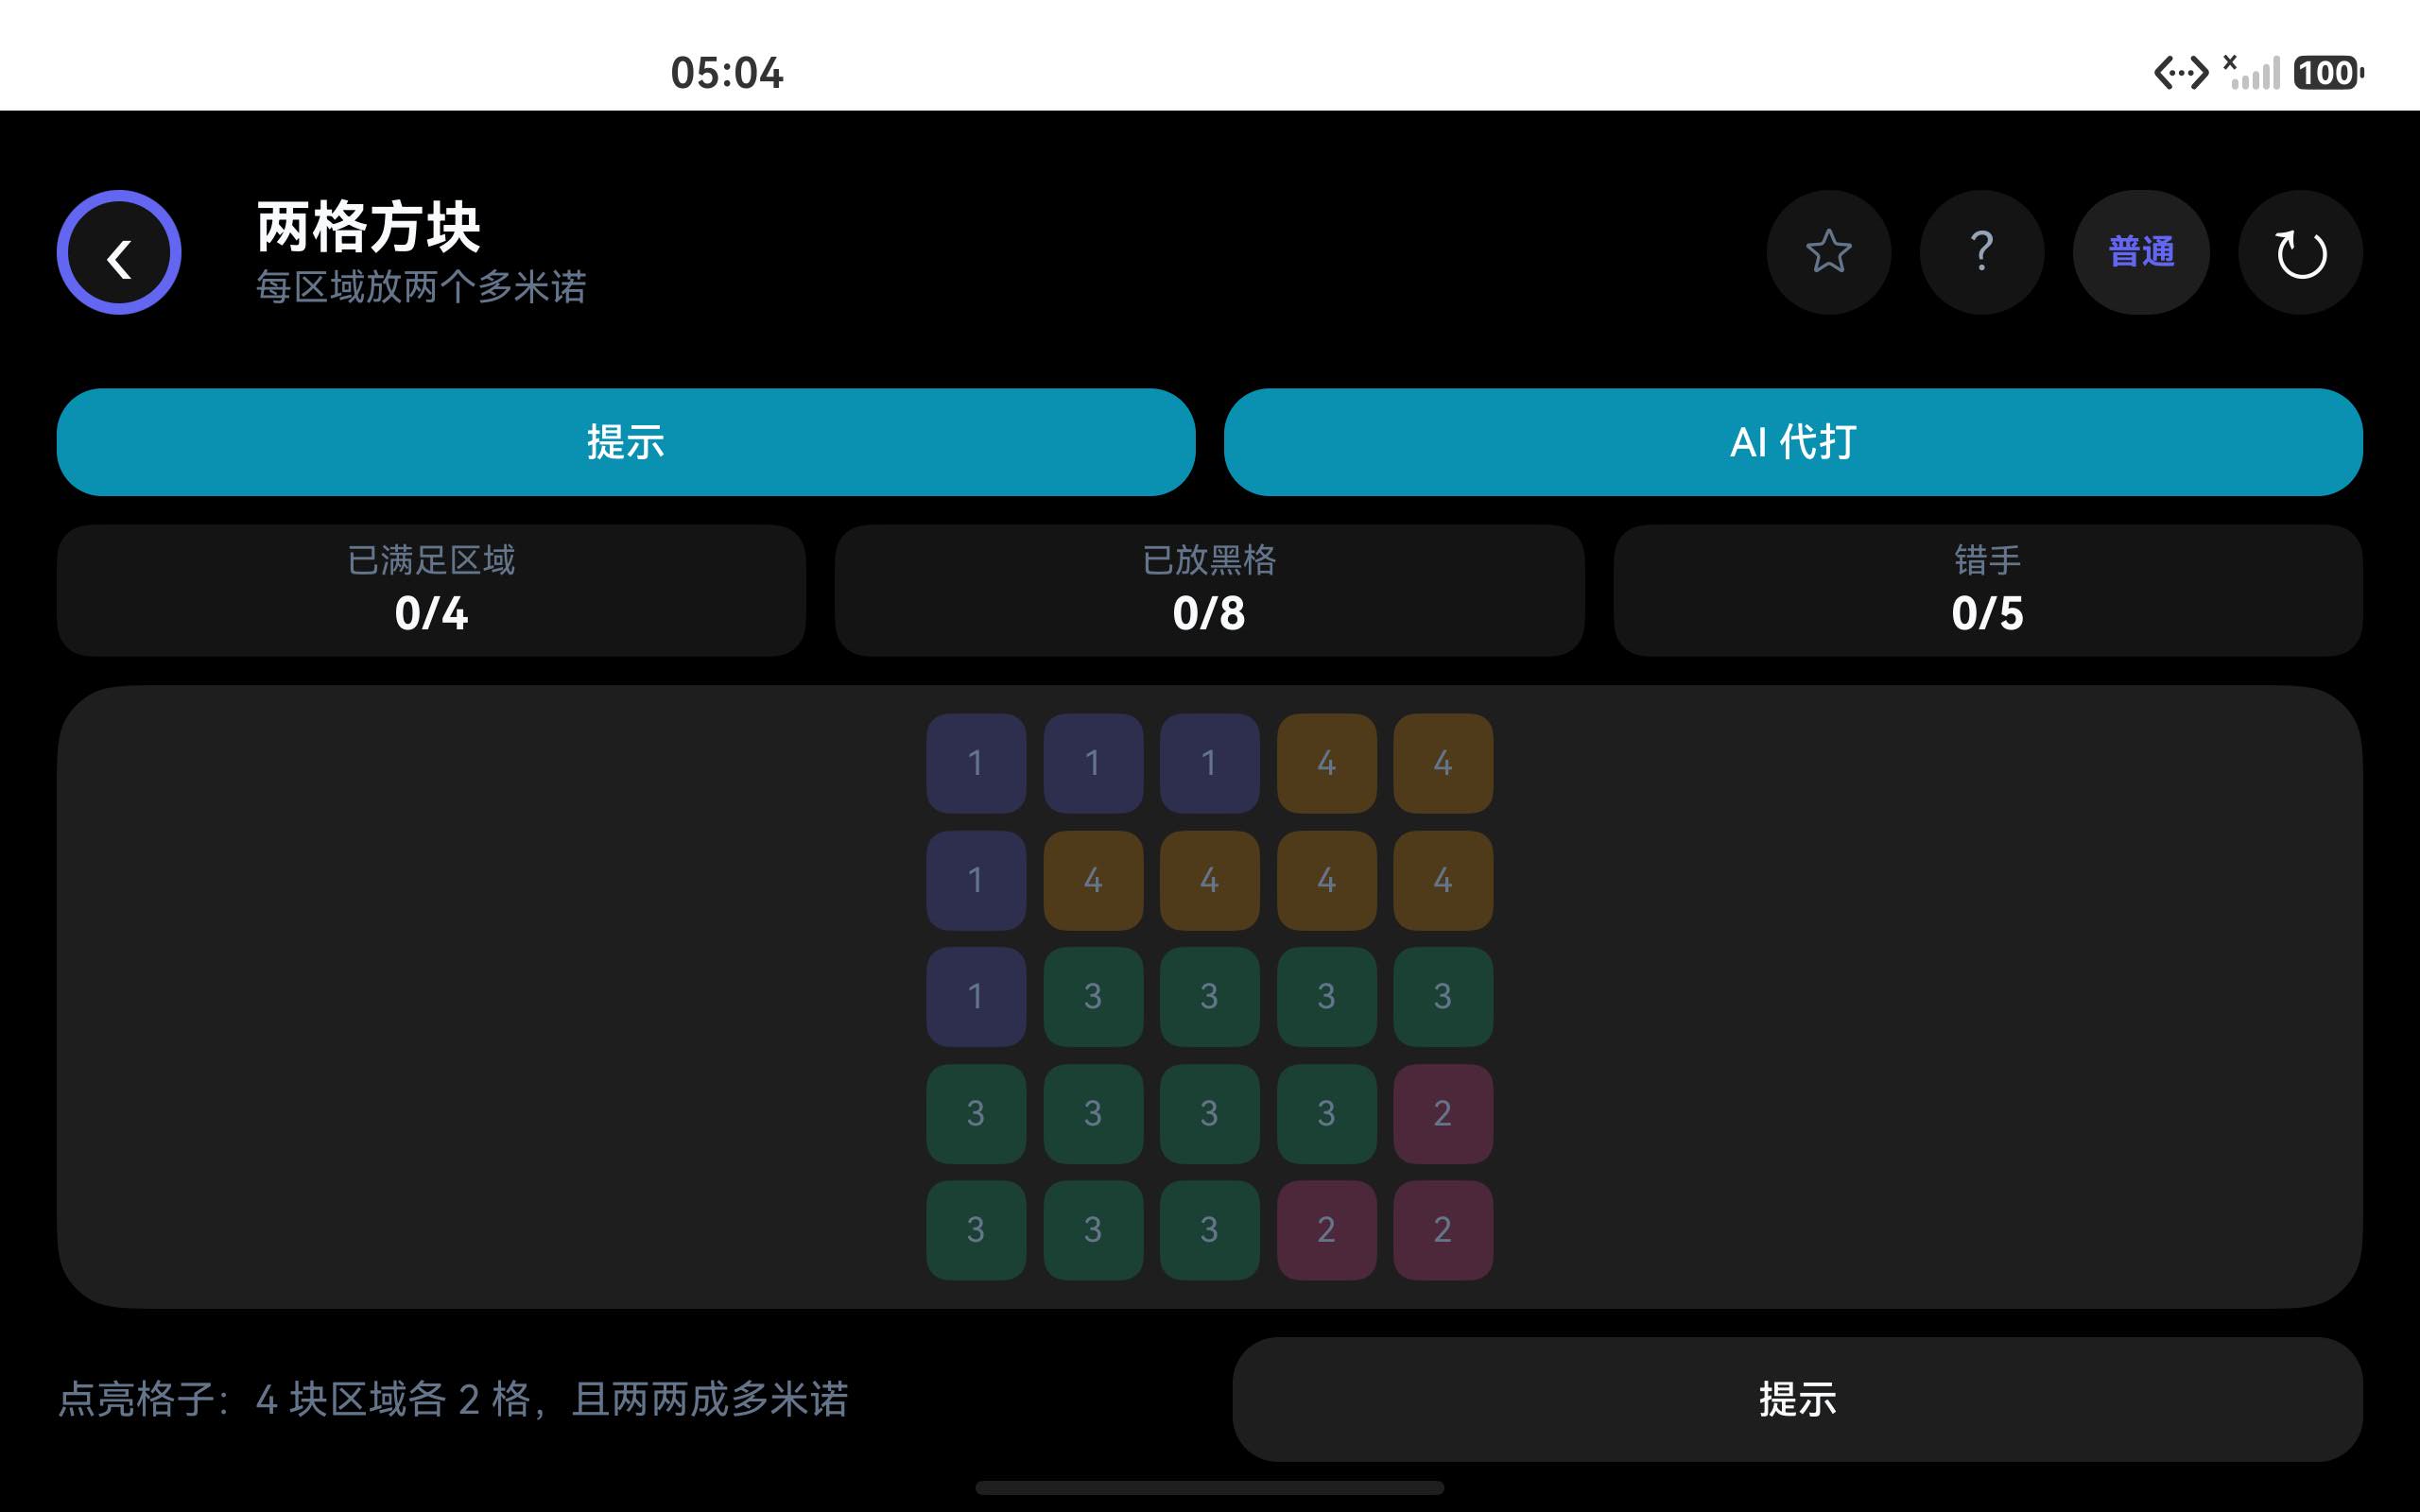 05:04
100
两格方块
每区域放两个多米诺
?
普通
提示
AI 代打
已满足区域
已放黑格
错手
0/4
0/8
0/5
1 1 1 4 4
1 4 4 4 4
1 3 3 3 3
3 3 3 3 2
3 3 3 2 2
点亮格子：4 块区域各 2 格，且两两成多米诺
提示